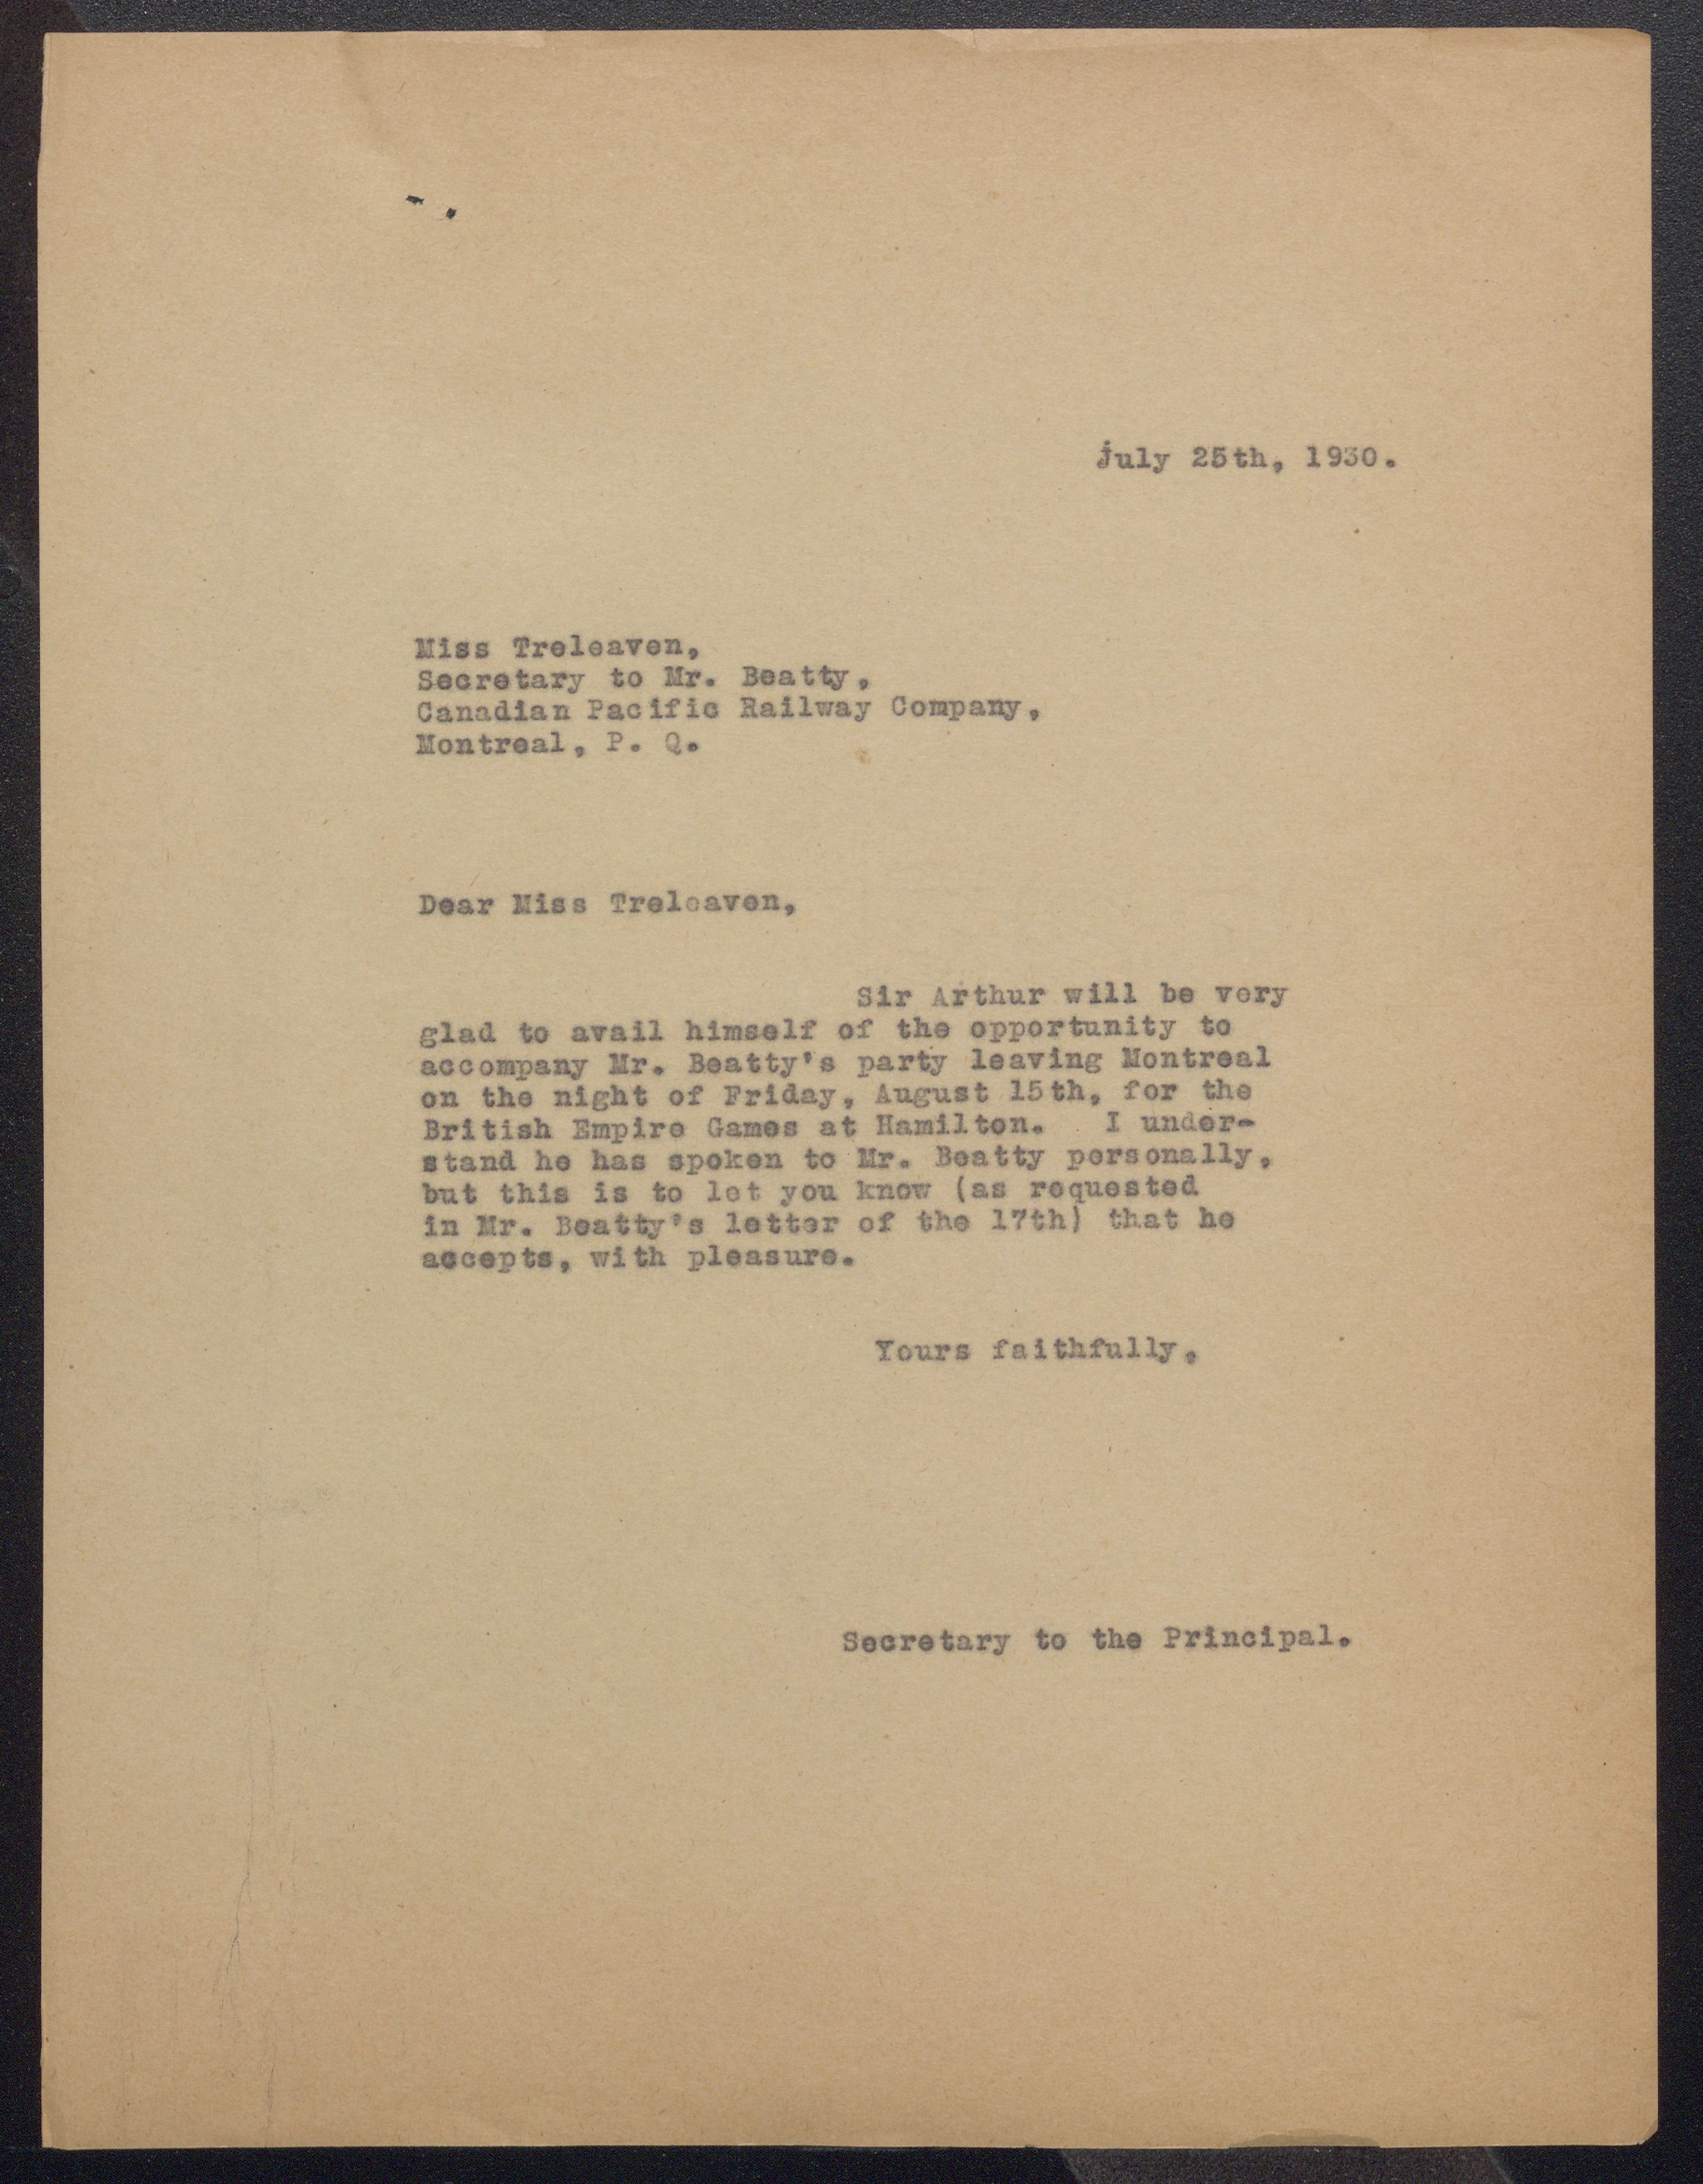 July 25th, 1930.
Miss Treleaven,
Secretary to Mr. Beatty,
Canadian Pacific Railway Company,
Montreal, P. Q.
Dear Miss Treleaven,
Sir Arthur will be very
glad to avail himself of the opportunity to
accompany Mr. Beatty's party leaving Montreal
on the night of Friday, August 15th, for the
British Empire Games at Hamilton. I under-
stand he has spoken to Mr. Beatty personally,
but this is to let you know (as requested
in Mr. Beatty's letter of the 17th) that he
accepts, with pleasure.
Yours faithfully,
Secretary to the Principal.